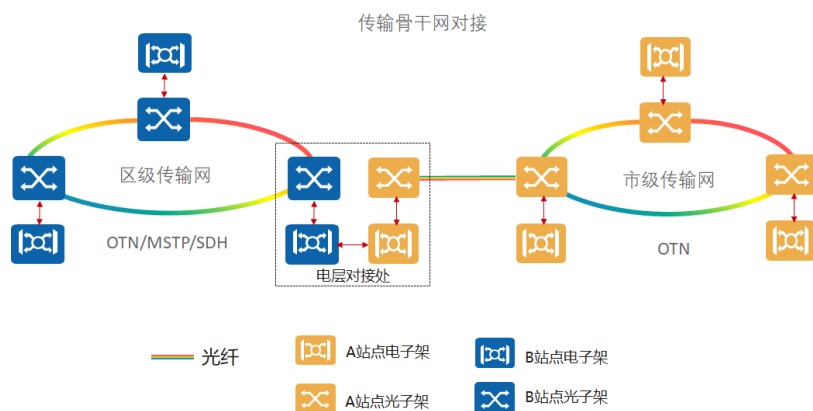 传输骨干网对接
区级传输网
市级传输网
OTN/MSTP/SDH
OTN
电层对接处
光纤
A站点电子架
B站点电子架
A站点光子架
B站点光子架